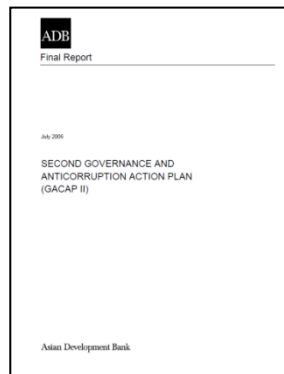 ADB
Final Report
July 2006
SECOND GOVERNANCE AND
ANTICORRUPTION ACTION PLAN
(GACAP II)
Asian Development Bank